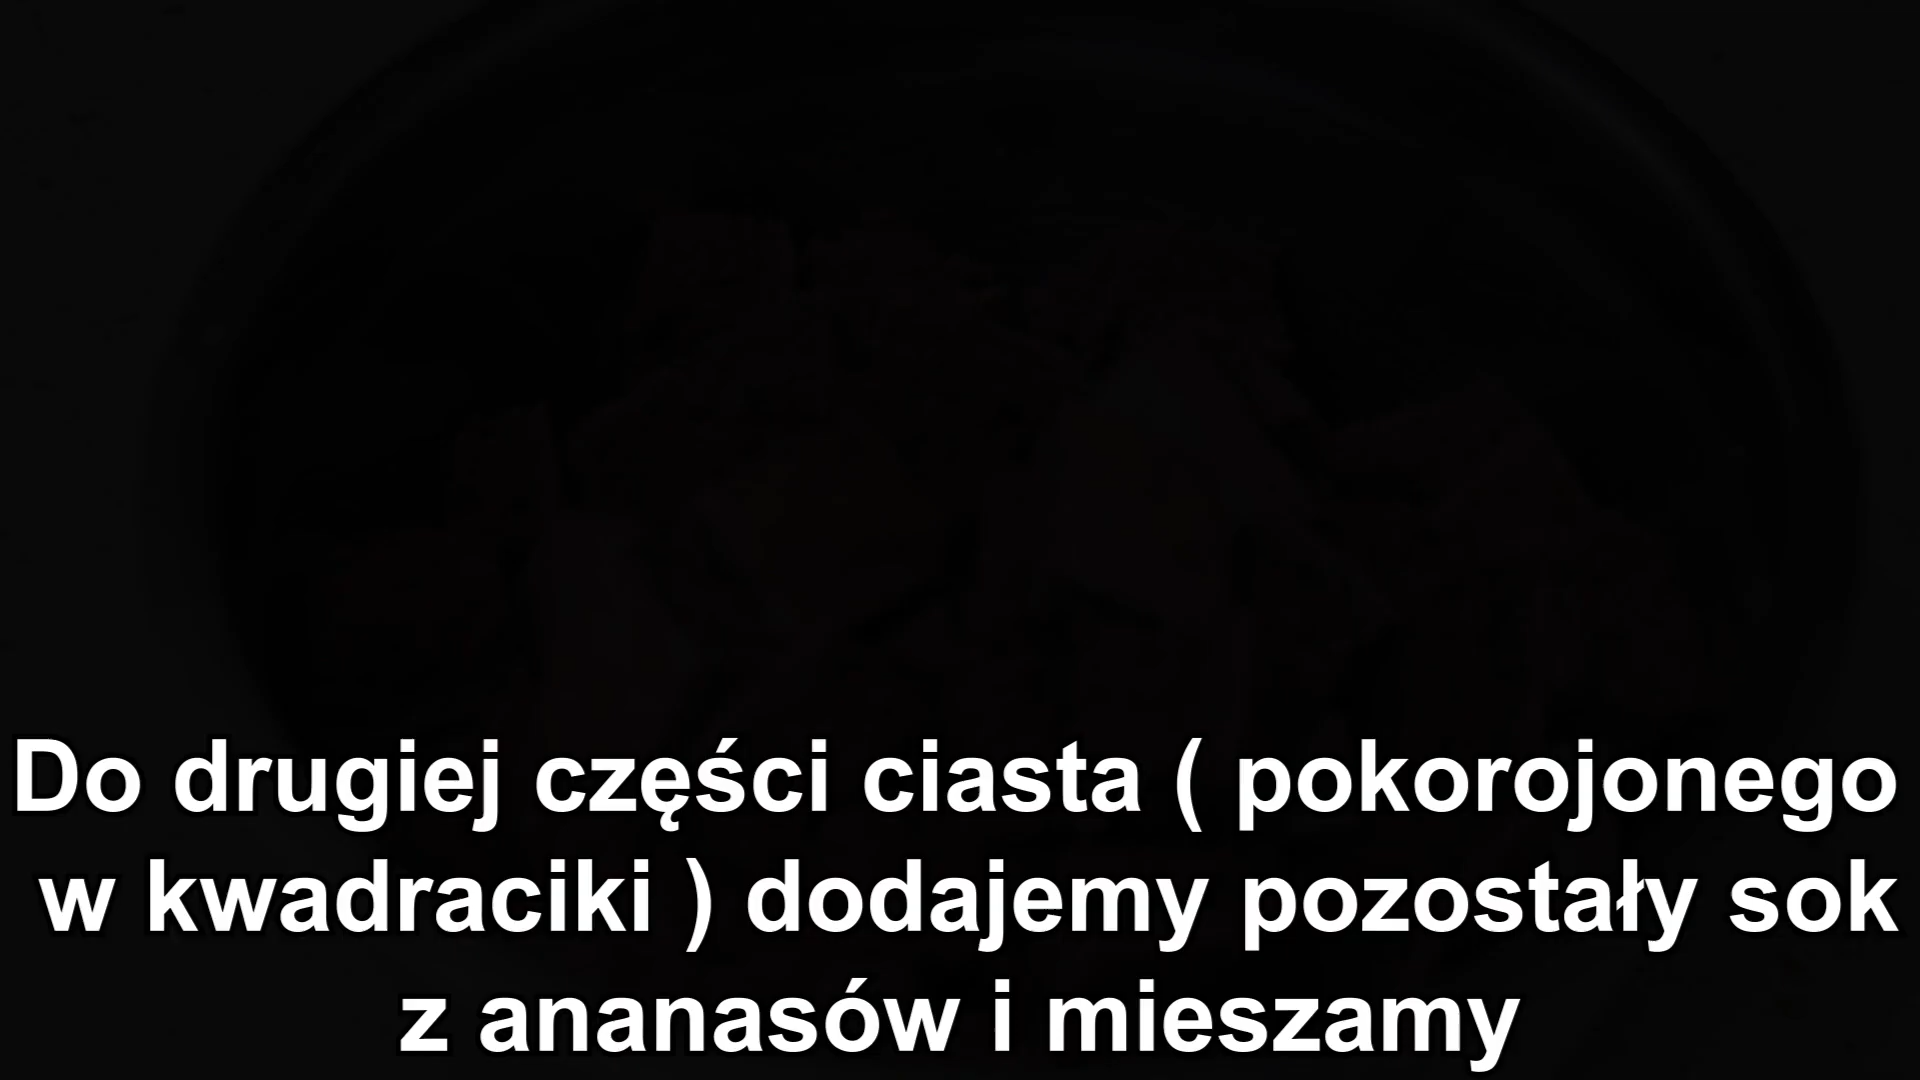 Do drugiej części ciasta ( pokorojonego
w kwadraciki ) dodajemy pozostały sok
z ananasów i mieszamy